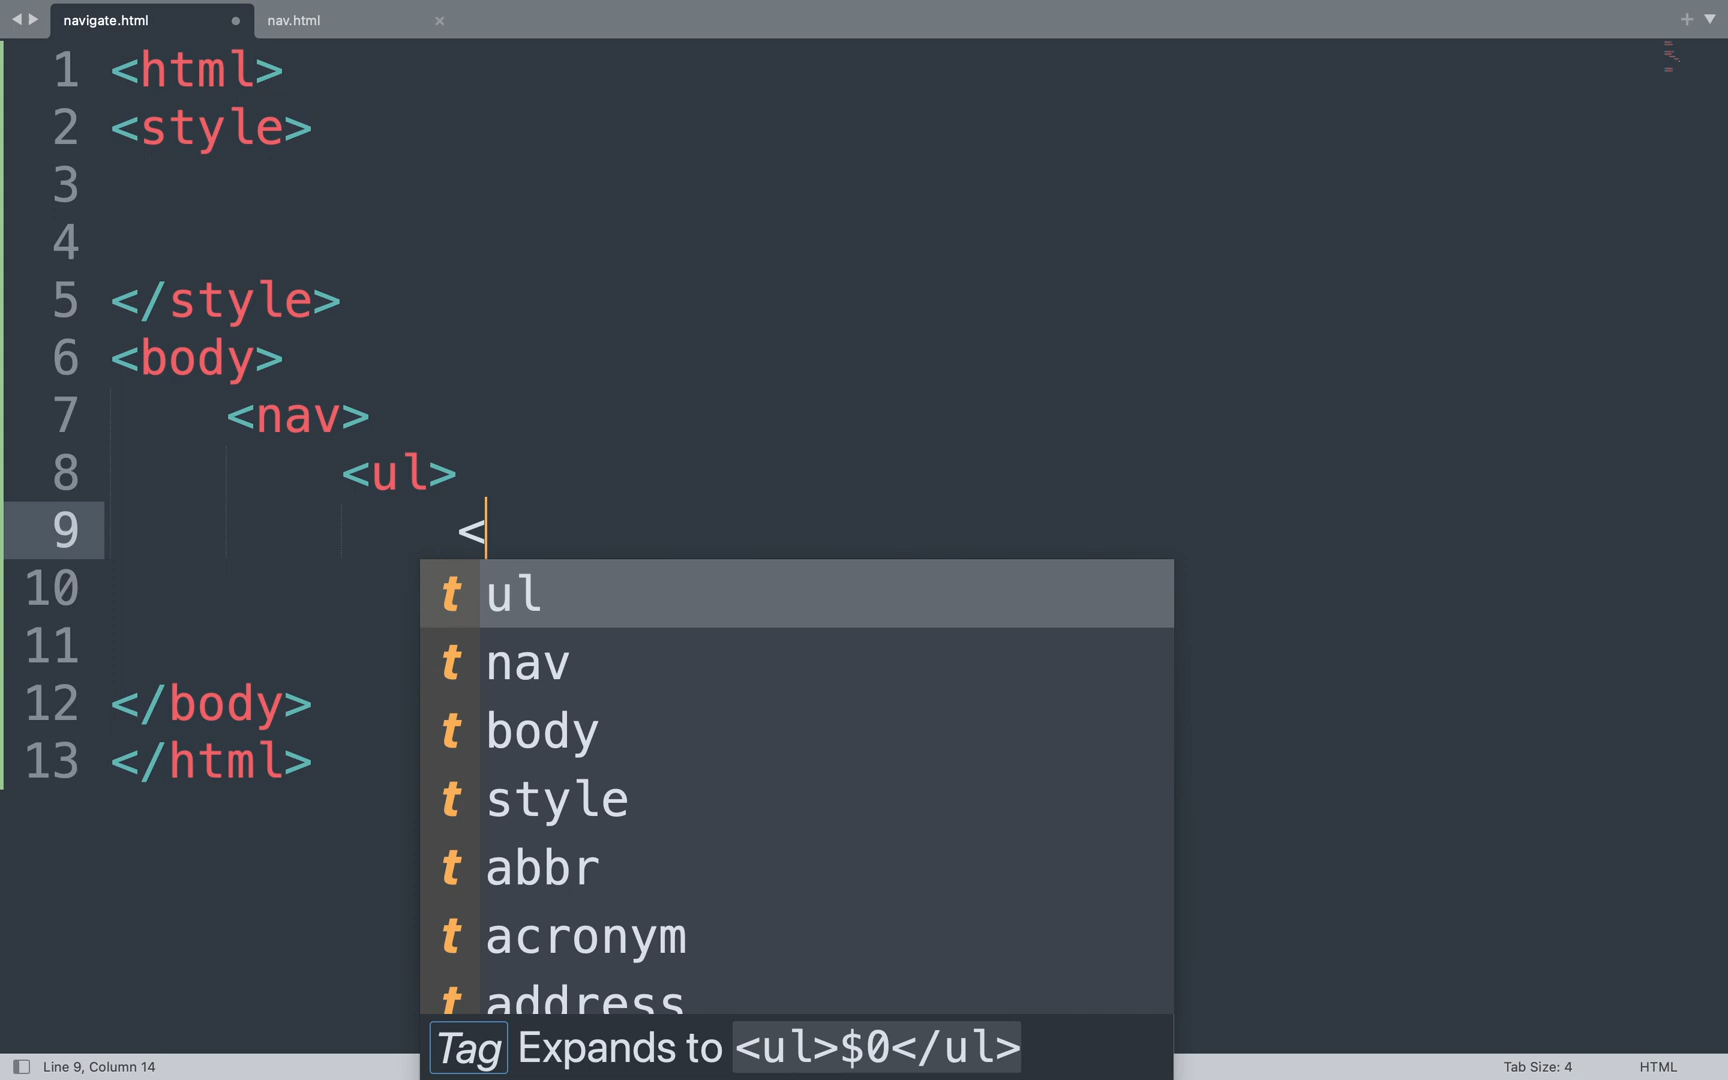 navigate.html
nav.html
1 <html>
2 <style>
3
4
5 </style>
6 <body>
7 <nav>
8 <ul>
9 <
10
11
12 </body>
13 </html>
t ul
t nav
t body
t style
t abbr
t acronym
t address
Tag Expands to <ul>$0</ul>
Line 9, Column 14
Tab Size: 4
HTML